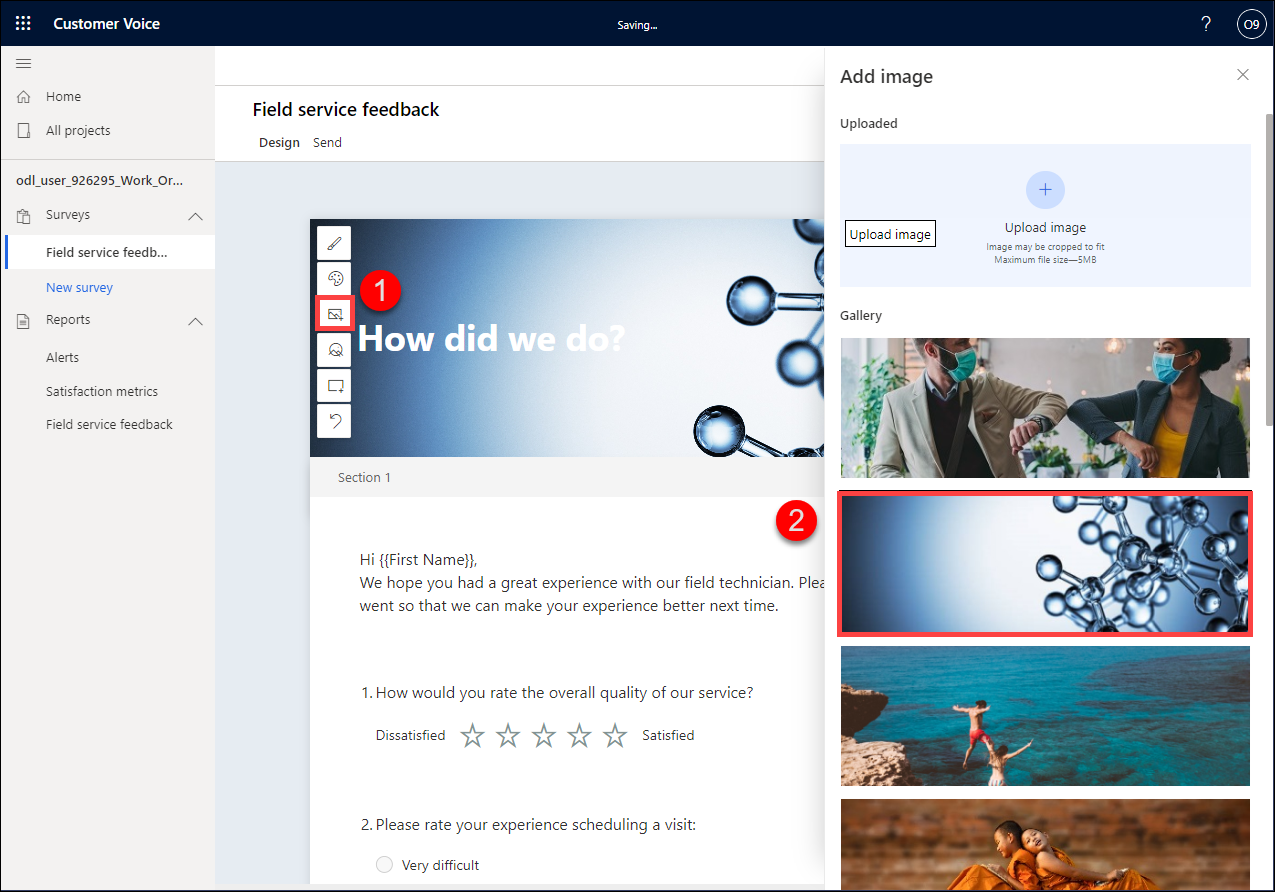 Customer Voice
Saving...
?
O9
Home
All projects
odl_user_926295_Work_Or...
Surveys
Field service feedb...
New survey
Reports
Alerts
Satisfaction metrics
Field service feedback
Field service feedback
Design Send
1
How did we do?
Section 1
2
Hi {{First Name}},
We hope you had a great experience with our field technician. Plea
went so that we can make your experience better next time.
1. How would you rate the overall quality of our service?
Dissatisfied Satisfied
2. Please rate your experience scheduling a visit:
Very difficult
Add image
Uploaded
Upload image
Upload image
Image may be cropped to fit
Maximum file size—5MB
Gallery